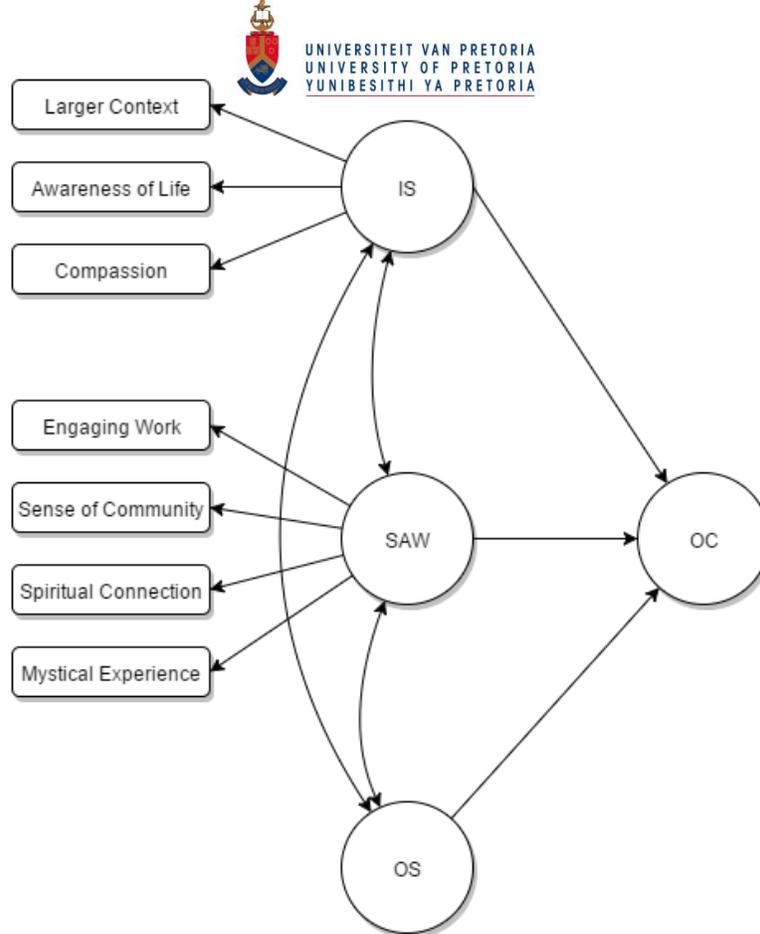 UNIVERSITEIT VAN PRETORIA
UNIVERSITY OF PRETORIA
YUNIBESITHI YA PRETORIA
Larger Context
Awareness of Life
Compassion
IS
Engaging Work
Sense of Community
Spiritual Connection
Mystical Experience
SAW
OC
OS